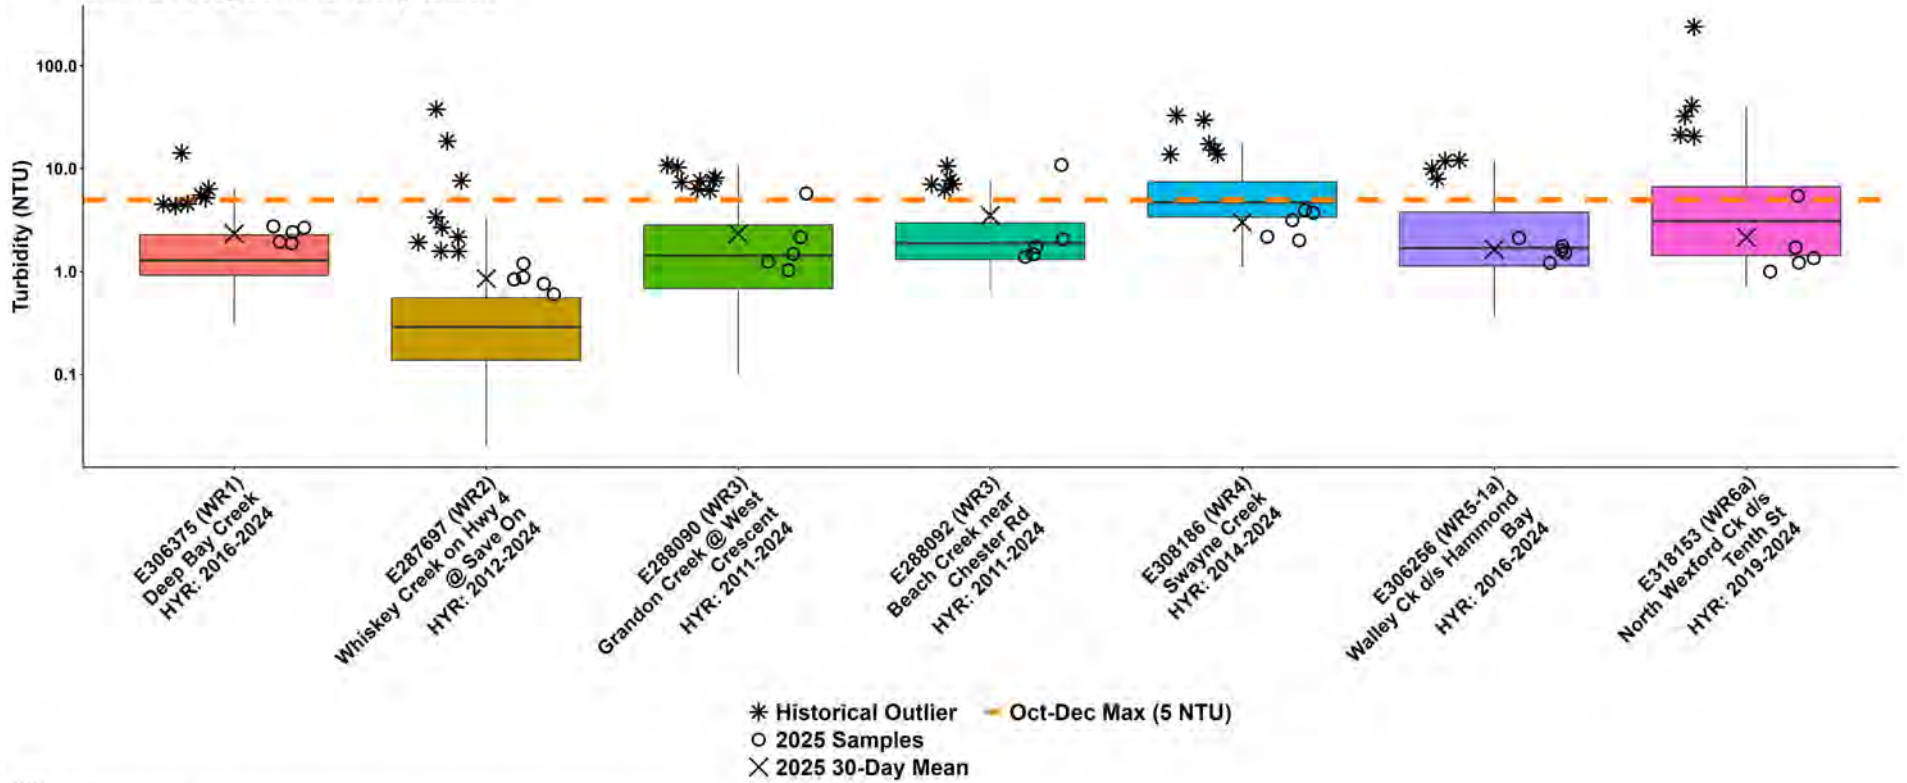 Turbidity (NTU)
100.0
10.0
1.0
0.1
E306375 (WR1)
Deep Bay Creek
HYR: 2016-2024
E287697 (WR2)
Whiskey Creek on Hwy 4
@ Save On
HYR: 2012-2024
E288090 (WR3)
Grandon Creek @ West
Crescent
HYR: 2011-2024
E288092 (WR3)
Beach Creek near
Chester Rd
HYR: 2011-2024
E308186 (WR4)
Swayne Creek
HYR: 2014-2024
E306256 (WR5-1a)
Walley Ck d/s Hammond
Bay
HYR: 2016-2024
E318153 (WR6a)
North Wexford Ck d/s
Tenth St
HYR: 2019-2024
Historical Outlier
Oct-Dec Max (5 NTU)
2025 Samples
2025 30-Day Mean